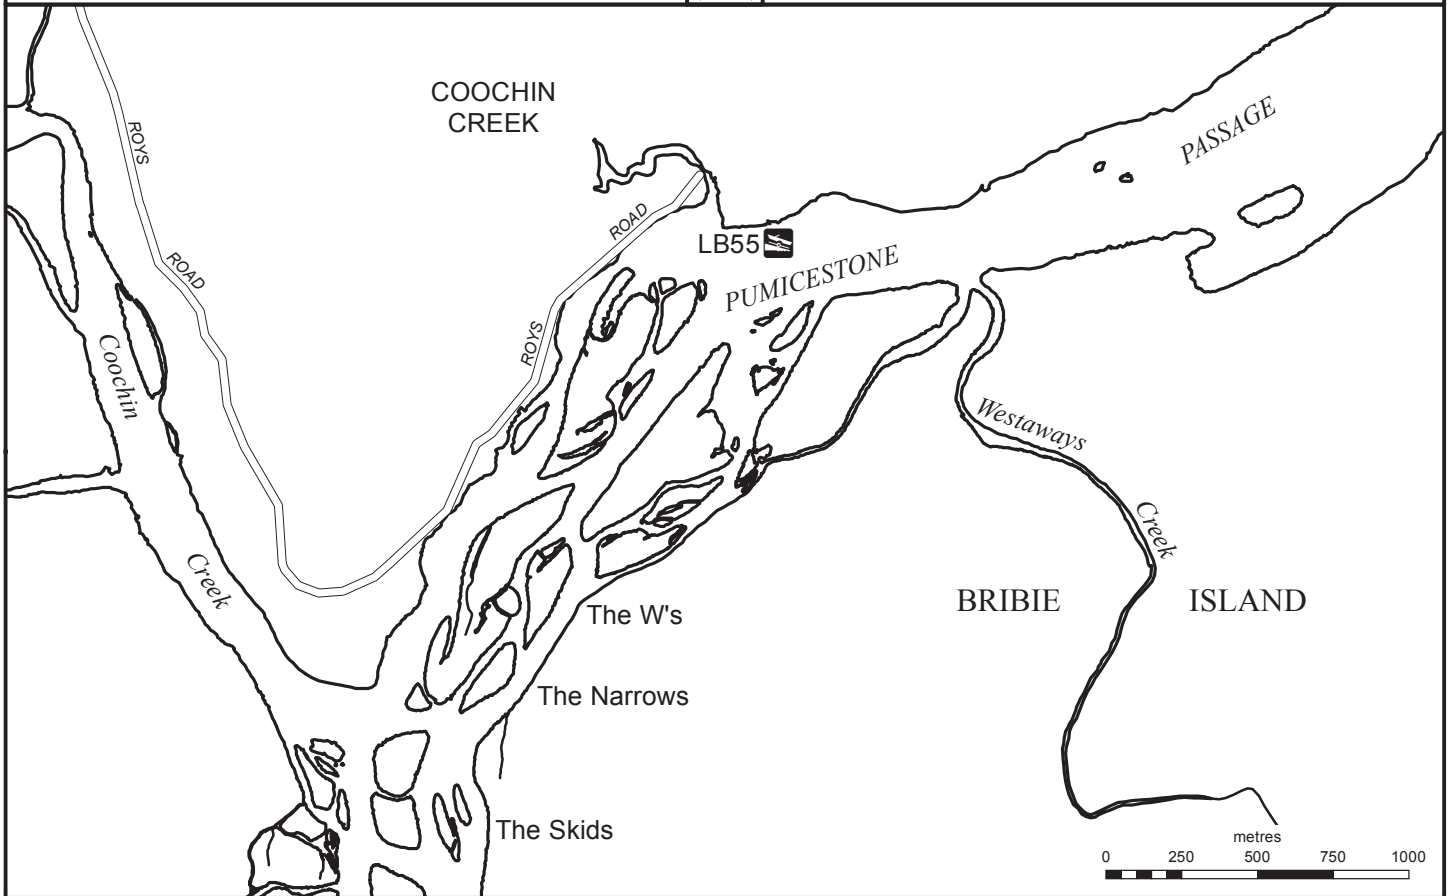 COOCHIN
CREEK
PASSAGE
ROYS
ROAD
ROYS
ROAD
LB55
PUMICESTONE
Coochin
Creek
Westaways
Creek
BRIBIE ISLAND
The W's
The Narrows
The Skids
metres
0 250 500 750 1000